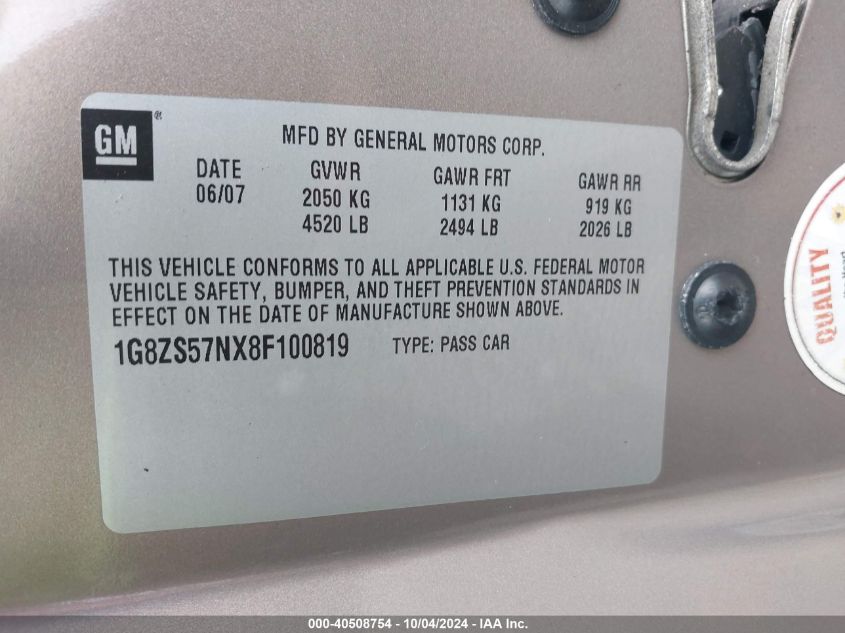 GM ®
MFD BY GENERAL MOTORS CORP.
DATE GVWR GAWR FRT GAWR RR
06/07 2050 KG 1131 KG 919 KG
4520 LB 2494 LB 2026 LB
THIS VEHICLE CONFORMS TO ALL APPLICABLE U.S. FEDERAL MOTOR
VEHICLE SAFETY, BUMPER, AND THEFT PREVENTION STANDARDS IN
EFFECT ON THE DATE OF MANUFACTURE SHOWN ABOVE.
1G8ZS57NX8F100819 TYPE: PASS CAR
QUALITY
000-40508754 - 10/04/2024 - IAA Inc.